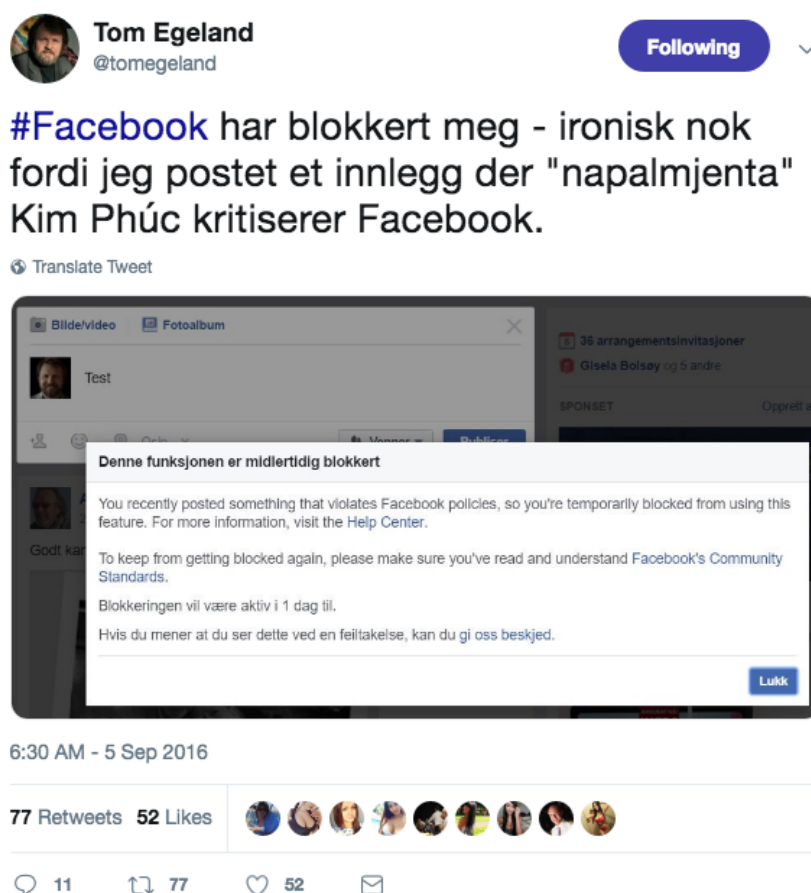 Tom Egeland
@tomegeland
Following
#Facebook har blokkert meg - ironisk nok
fordi jeg postet et innlegg der "napalmjenta"
Kim Phúc kritiserer Facebook.
Translate Tweet
Bilde/video Fotoalbum
Test
36 arrangementsinvitasjoner
Gisela Bolsøy og 5 andre
SPONSET Opprett
Oslo Venner Publiser
Denne funksjonen er midlertidig blokkert
You recently posted something that violates Facebook policies, so you're temporarily blocked from using this
feature. For more information, visit the Help Center.
Godt kar
To keep from getting blocked again, please make sure you've read and understand Facebook's Community
Standards.
Blokkeringen vil være aktiv i 1 dag til.
Hvis du mener at du ser dette ved en feiltakelse, kan du gi oss beskjed.
Lukk
6:30 AM - 5 Sep 2016
77 Retweets 52 Likes
11 77 52